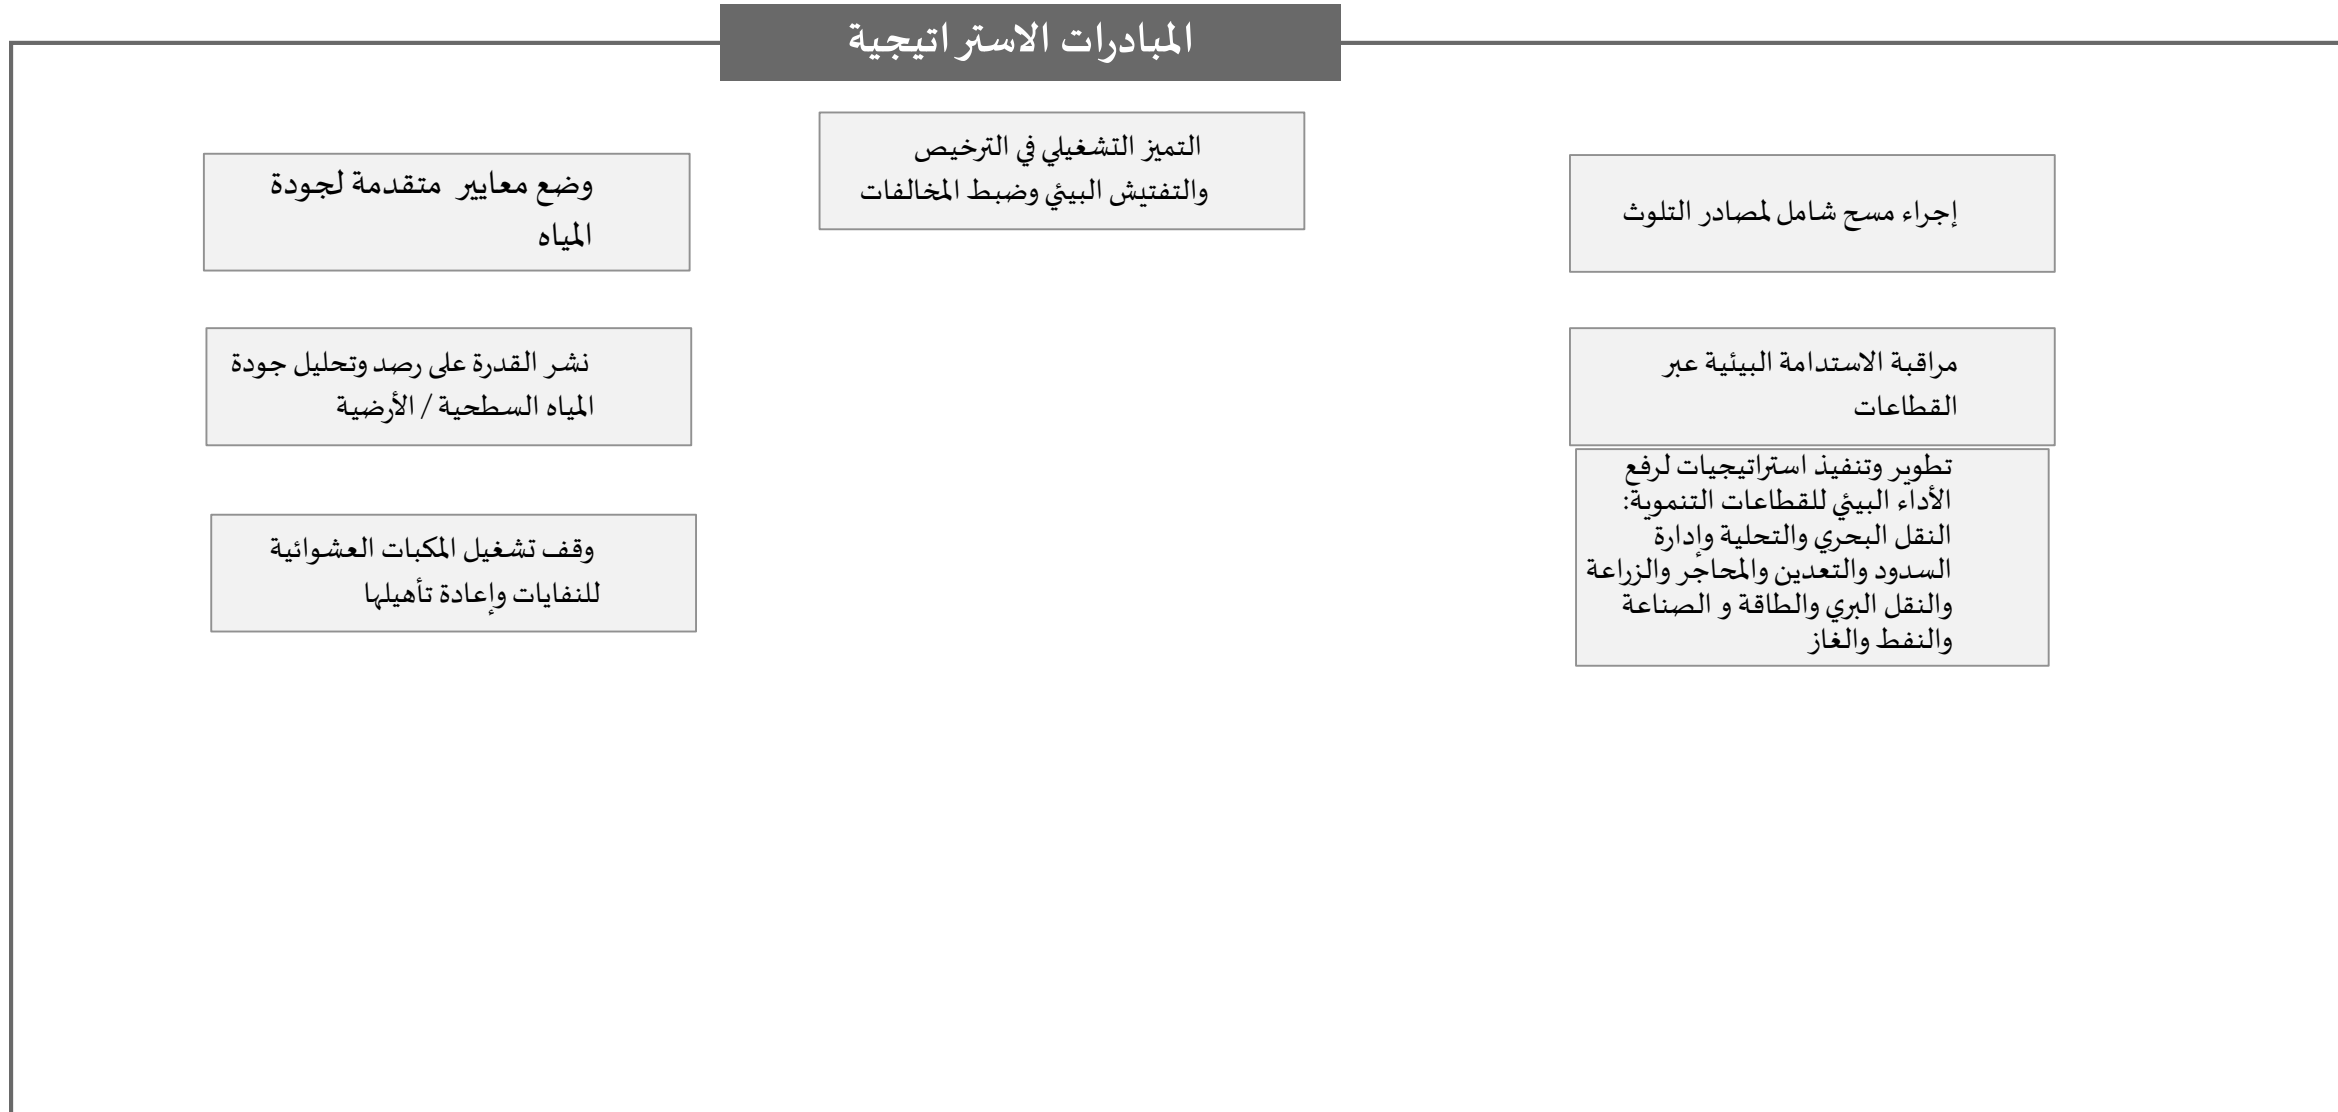 المبادرات الاستراتيجية
إجراء مسح شامل لمصادر التلوث
مراقبة الاستدامة البيئية عبر
القطاعات
تطوير وتنفيذ استراتيجيات لرفع
الأداء البيئي للقطاعات التنموية:
النقل البحري والتحلية وإدارة
السدود والتعدين والمحاجر والزراعة
والنقل البري والطاقة و الصناعة
والنفط والغاز
التميز التشغيلي في الترخيص
والتفتيش البيئي وضبط المخالفات
وضع معايير متقدمة لجودة
المياه
نشر القدرة على رصد وتحليل جودة
المياه السطحية / الأرضية
وقف تشغيل المكبات العشوائية
للنفايات وإعادة تأهيلها